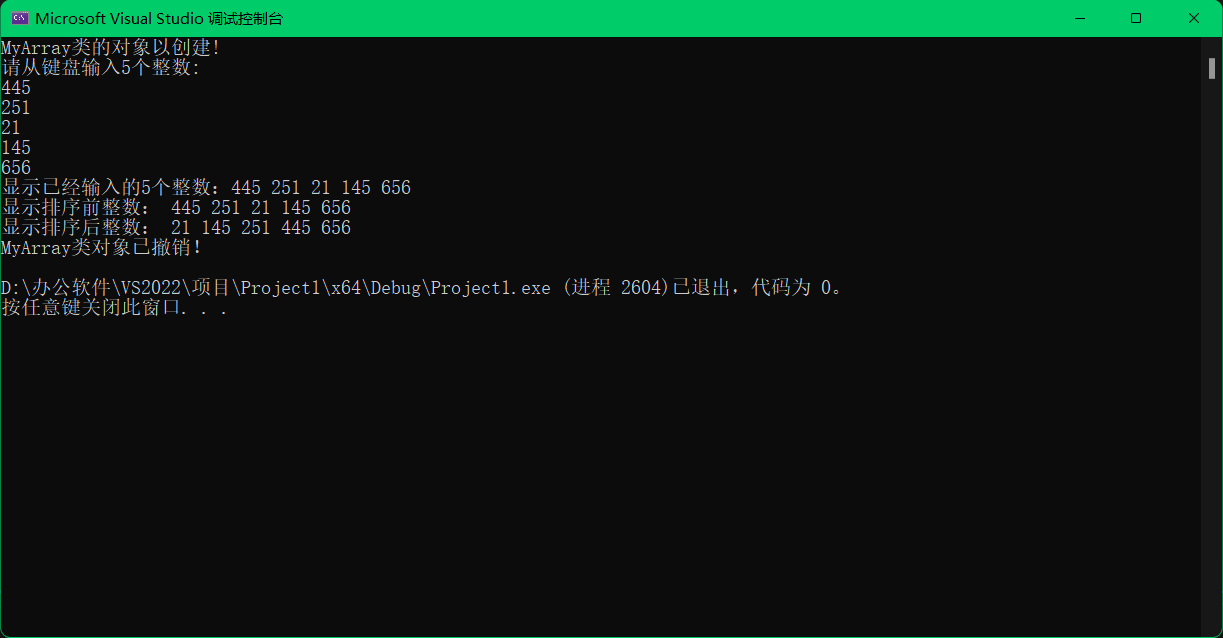 Microsoft Visual Studio 调试控制台
MyArray类的对象以创建!
请从键盘输入5个整数:
445
251
21
145
656
显示已经输入的5个整数：445 251 21 145 656
显示排序前整数： 445 251 21 145 656
显示排序后整数： 21 145 251 445 656
MyArray类对象已撤销！
D:\办公软件\VS2022\项目\Project1\x64\Debug\Project1.exe (进程 2604)已退出，代码为 0。
按任意键关闭此窗口. . .